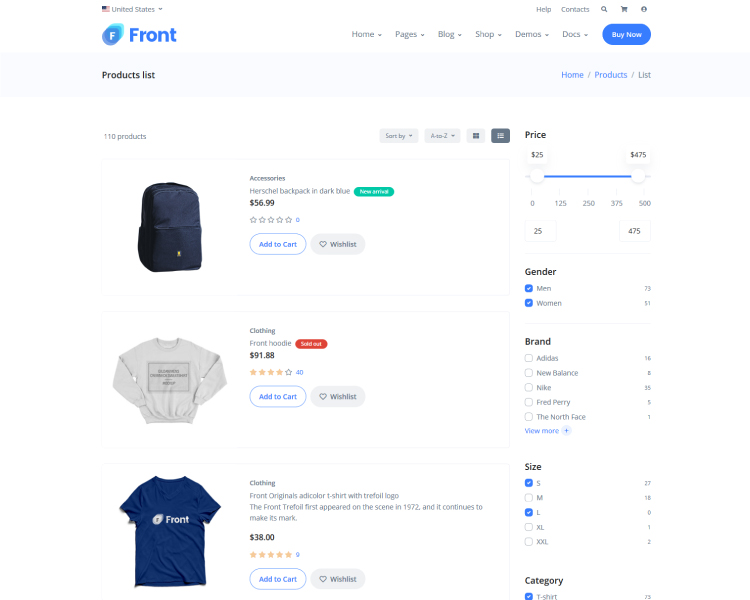 United States
Help Contacts
Front
Home Pages Blog Shop Demos Docs Buy Now
Products list
Home / Products / List
110 products
Sort by
A-to-Z
Accessories
Herschel backpack in dark blue New arrival
$56.99
0
Add to Cart Wishlist
Clothing
Front hoodie Sold out
$91.88
40
Add to Cart Wishlist
Front
Clothing
Front Originals adicolor t-shirt with trefoil logo
The Front Trefoil first appeared on the scene in 1972, and it continues to
make its mark.
$38.00
9
Add to Cart Wishlist
Price
$25 $475
0 125 250 375 500
25 475
Gender
Men 73
Women 51
Brand
Adidas 16
New Balance 8
Nike 35
Fred Perry 5
The North Face 1
View more +
Size
S 27
M 18
L 0
XL 1
XXL 2
Category
T-shirt 73